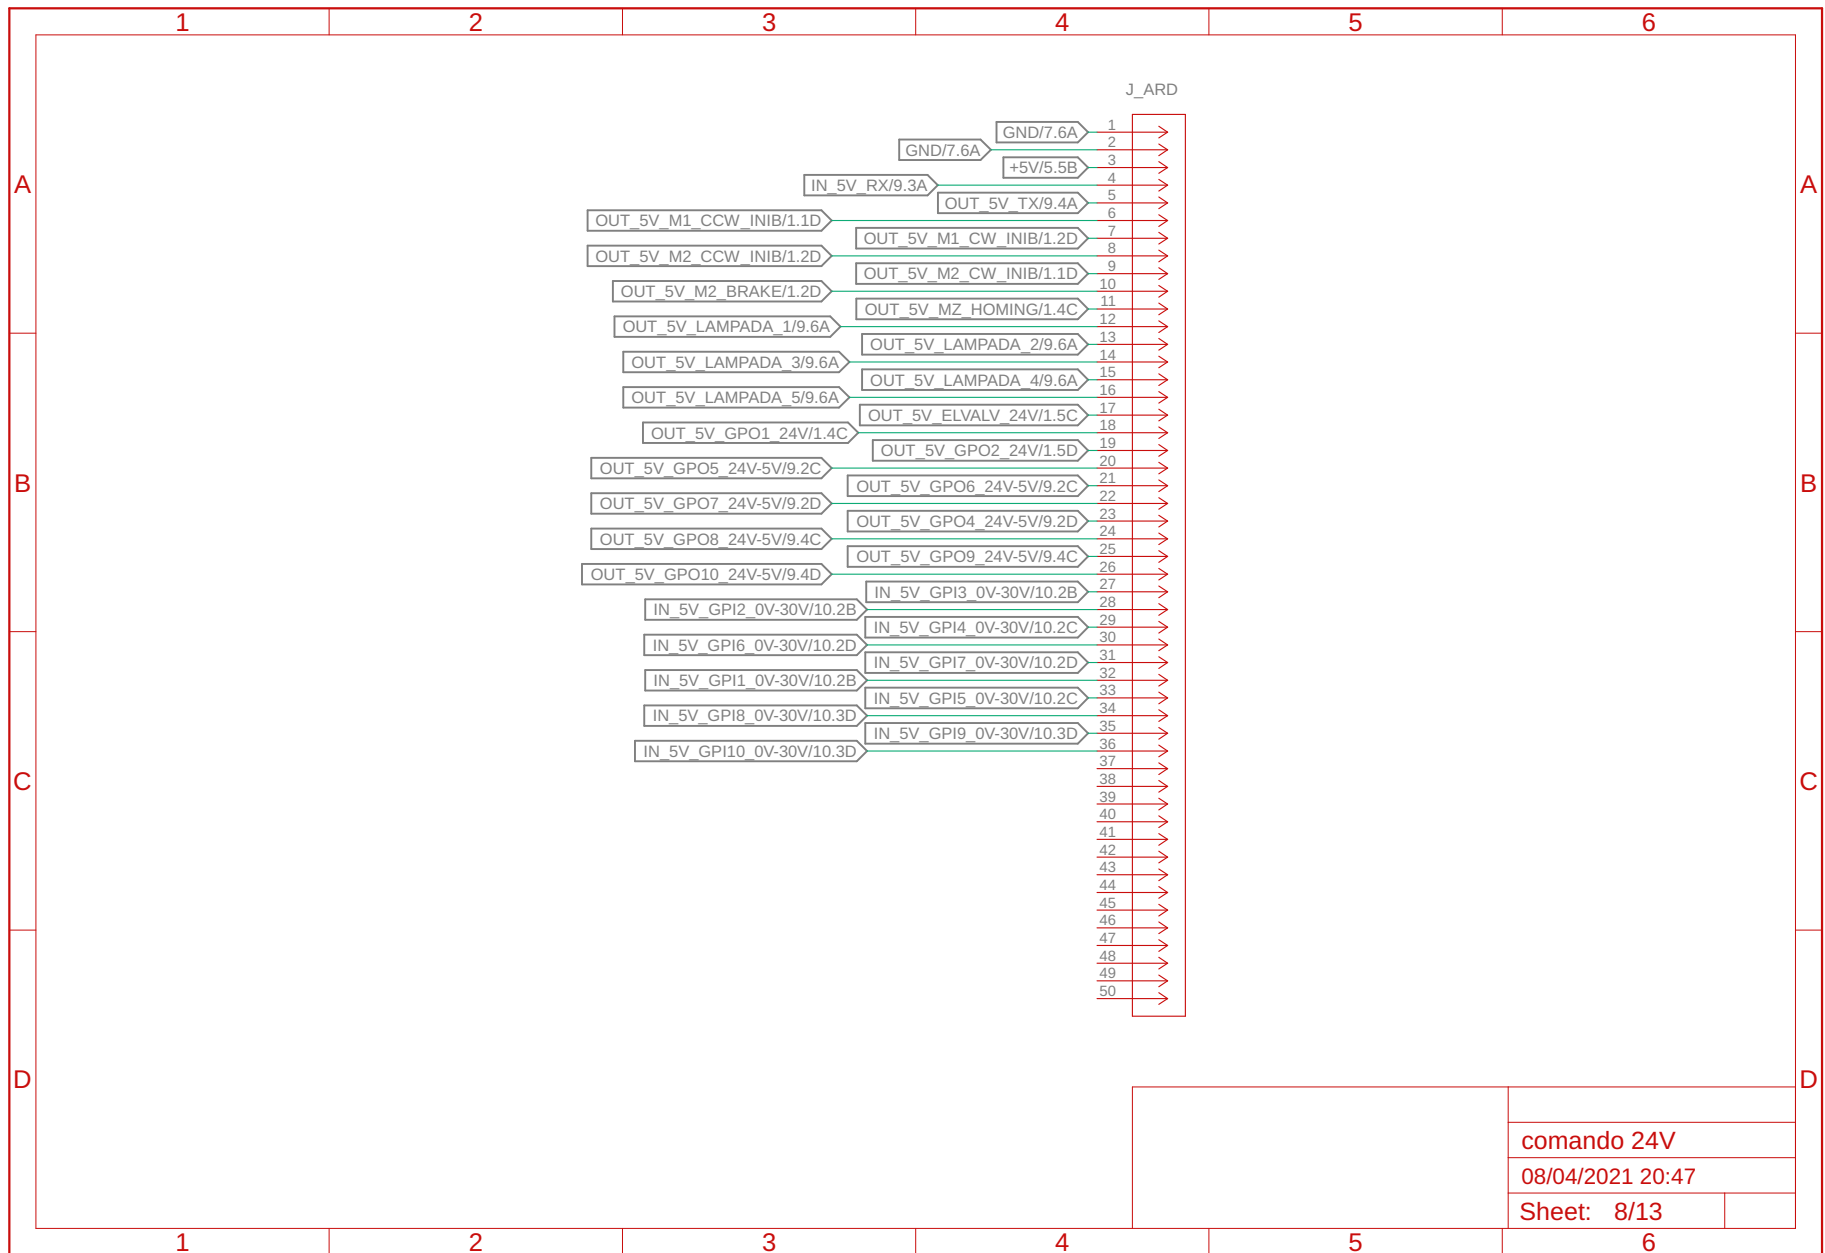 1 2 3 4 5 6
J_ARD
GND/7.6A 1
GND/7.6A 2
+5V/5.5B 3
A IN_5V_RX/9.3A 4 A
OUT_5V_TX/9.4A 5
OUT_5V_M1_CCW_INIB/1.1D 6
OUT_5V_M1_CW_INIB/1.2D 7
OUT_5V_M2_CCW_INIB/1.2D 8
OUT_5V_M2_CW_INIB/1.1D 9
OUT_5V_M2_BRAKE/1.2D 10
OUT_5V_MZ_HOMING/1.4C 11
OUT_5V_LAMPADA_1/9.6A 12
OUT_5V_LAMPADA_2/9.6A 13
OUT_5V_LAMPADA_3/9.6A 14
OUT_5V_LAMPADA_4/9.6A 15
OUT_5V_LAMPADA_5/9.6A 16
OUT_5V_ELVALV_24V/1.5C 17
OUT_5V_GPO1_24V/1.4C 18
OUT_5V_GPO2_24V/1.5D 19
OUT_5V_GPO5_24V-5V/9.2C 20
B OUT_5V_GPO6_24V-5V/9.2C 21 B
OUT_5V_GPO7_24V-5V/9.2D 22
OUT_5V_GPO4_24V-5V/9.2D 23
OUT_5V_GPO8_24V-5V/9.4C 24
OUT_5V_GPO9_24V-5V/9.4C 25
OUT_5V_GPO10_24V-5V/9.4D 26
IN_5V_GPI3_0V-30V/10.2B 27
IN_5V_GPI2_0V-30V/10.2B 28
IN_5V_GPI4_0V-30V/10.2C 29
IN_5V_GPI6_0V-30V/10.2D 30
IN_5V_GPI7_0V-30V/10.2D 31
IN_5V_GPI1_0V-30V/10.2B 32
IN_5V_GPI5_0V-30V/10.2C 33
IN_5V_GPI8_0V-30V/10.3D 34
IN_5V_GPI9_0V-30V/10.3D 35
IN_5V_GPI10_0V-30V/10.3D 36
37
C 38 C
39
40
41
42
43
44
45
46
47
48
49
50
D D
comando 24V
08/04/2021 20:47
Sheet: 8/13
1 2 3 4 5 6